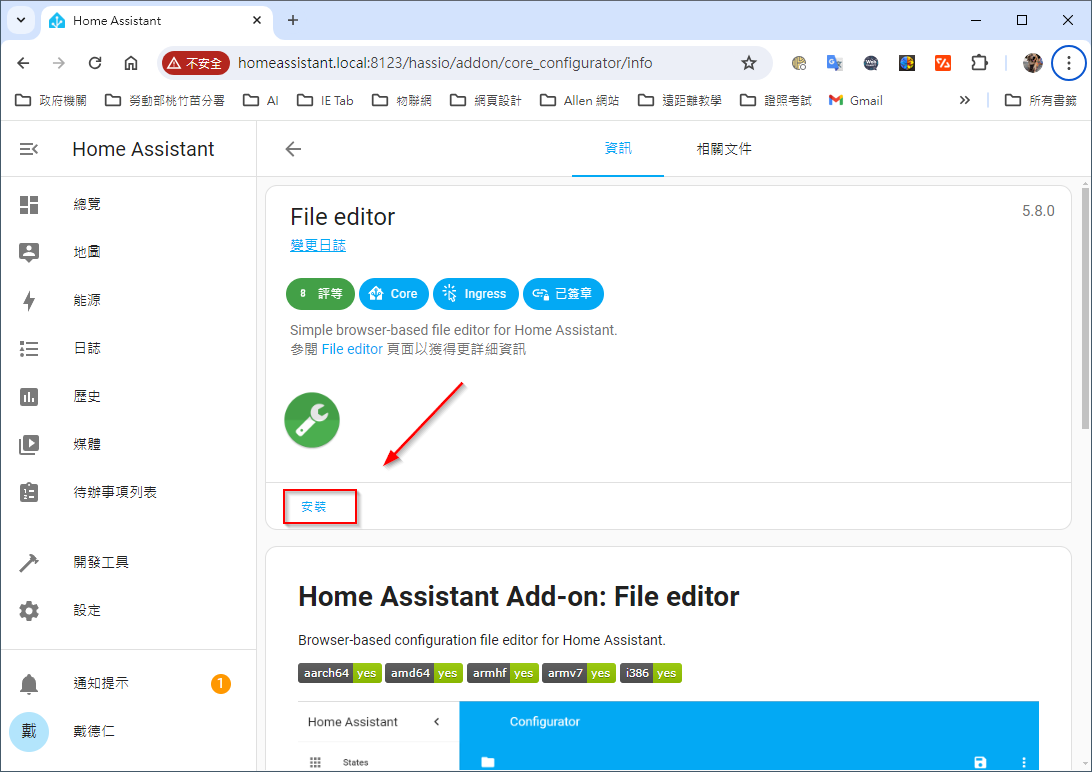 Home Assistant
不安全
homeassistant.local:8123/hassio/addon/core_configurator/info
政府機關
勞動部桃竹苗分署
AI
IE Tab
物聯網
網頁設計
Allen 網站
遠距離教學
證照考試
Gmail
所有書籤
Home Assistant
資訊
相關文件
總覽
地圖
能源
日誌
歷史
媒體
待辦事項列表
開發工具
設定
通知提示
1
戴
戴德仁
File editor
5.8.0
變更日誌
8 評等
Core
Ingress
已簽章
Simple browser-based file editor for Home Assistant.
參閱 File editor 頁面以獲得更詳細資訊
安裝
Home Assistant Add-on: File editor
Browser-based configuration file editor for Home Assistant.
aarch64 yes amd64 yes armhf yes armv7 yes i386 yes
Home Assistant
Configurator
States